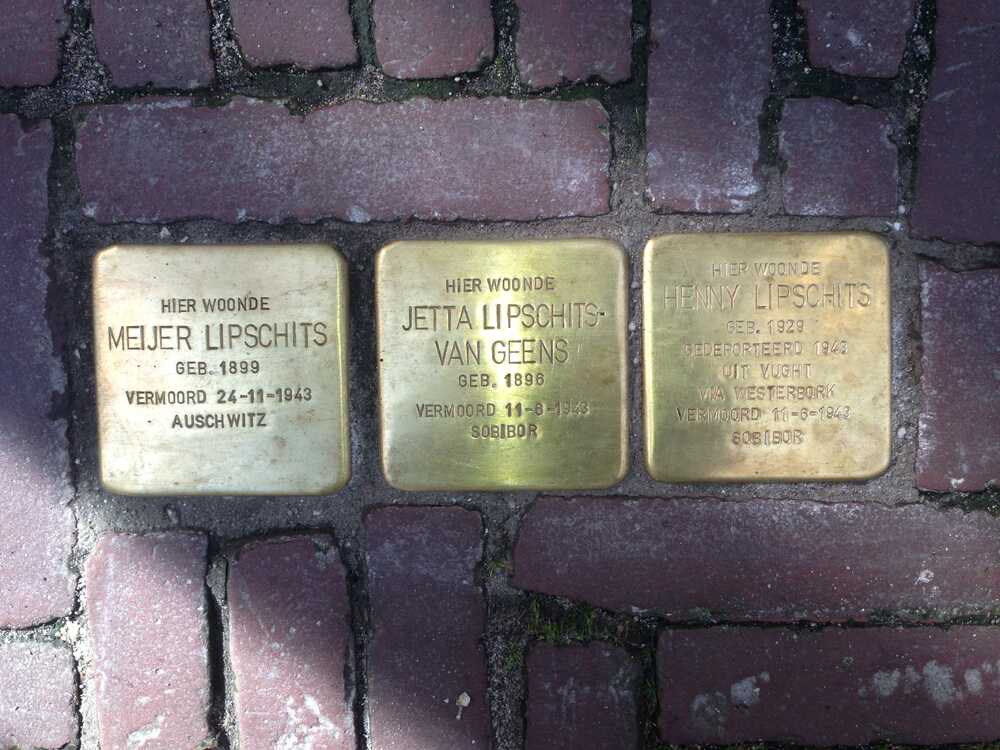 HIER WOONDE
MEIJER LIPSCHITS
GEB. 1899
VERMOORD 24-11-1943
AUSCHWITZ
HIER WOONDE
JETTA LIPSCHITS-
VAN GEENS
GEB. 1896
VERMOORD 11-6-1943
SOBIBOR
HIER WOONDE
HENNY LIPSCHITS
GEB. 1929
GEDEPORTEERD 1943
UIT VUGHT
VIA WESTERBORK
VERMOORD 11-6-1943
SOBIBOR